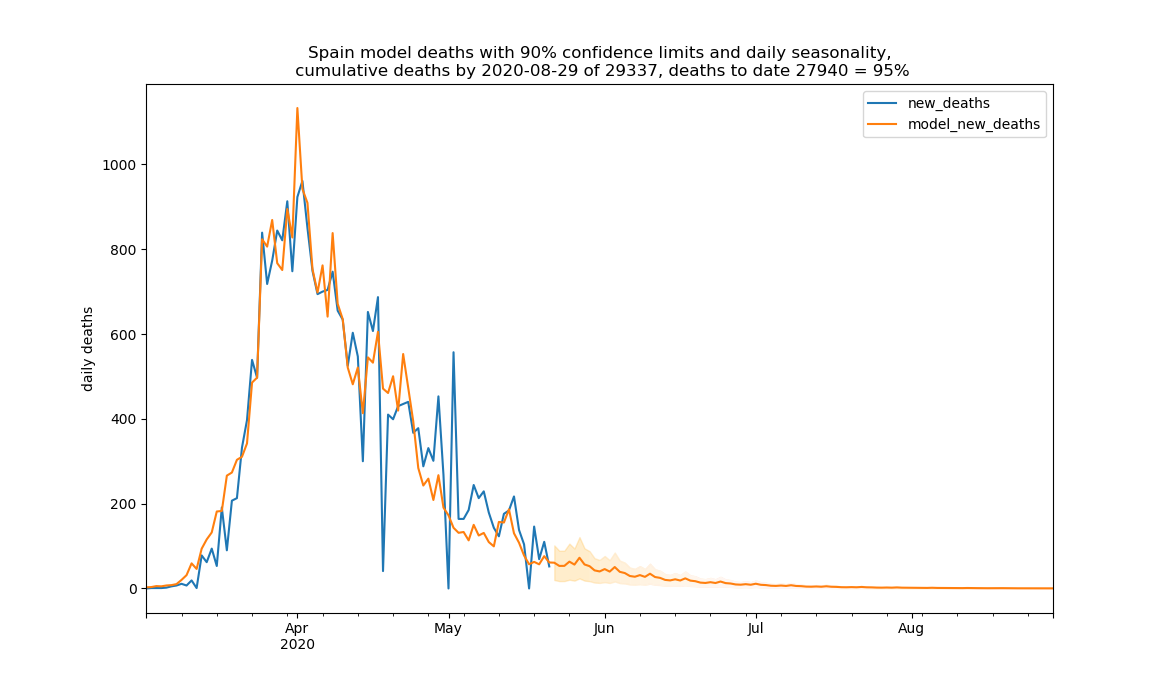 Spain model deaths with 90% confidence limits and daily seasonality,
cumulative deaths by 2020-08-29 of 29337, deaths to date 27940 = 95%
new_deaths
model_new_deaths
daily deaths
1000
800
600
400
200
0
Apr
2020
May
Jun
Jul
Aug